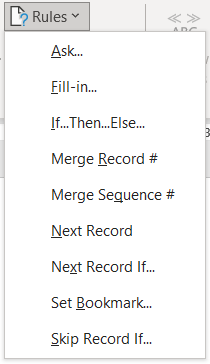 Rules
Ask...
Fill-in...
If...Then...Else...
Merge Record #
Merge Sequence #
Next Record
Next Record If...
Set Bookmark...
Skip Record If...